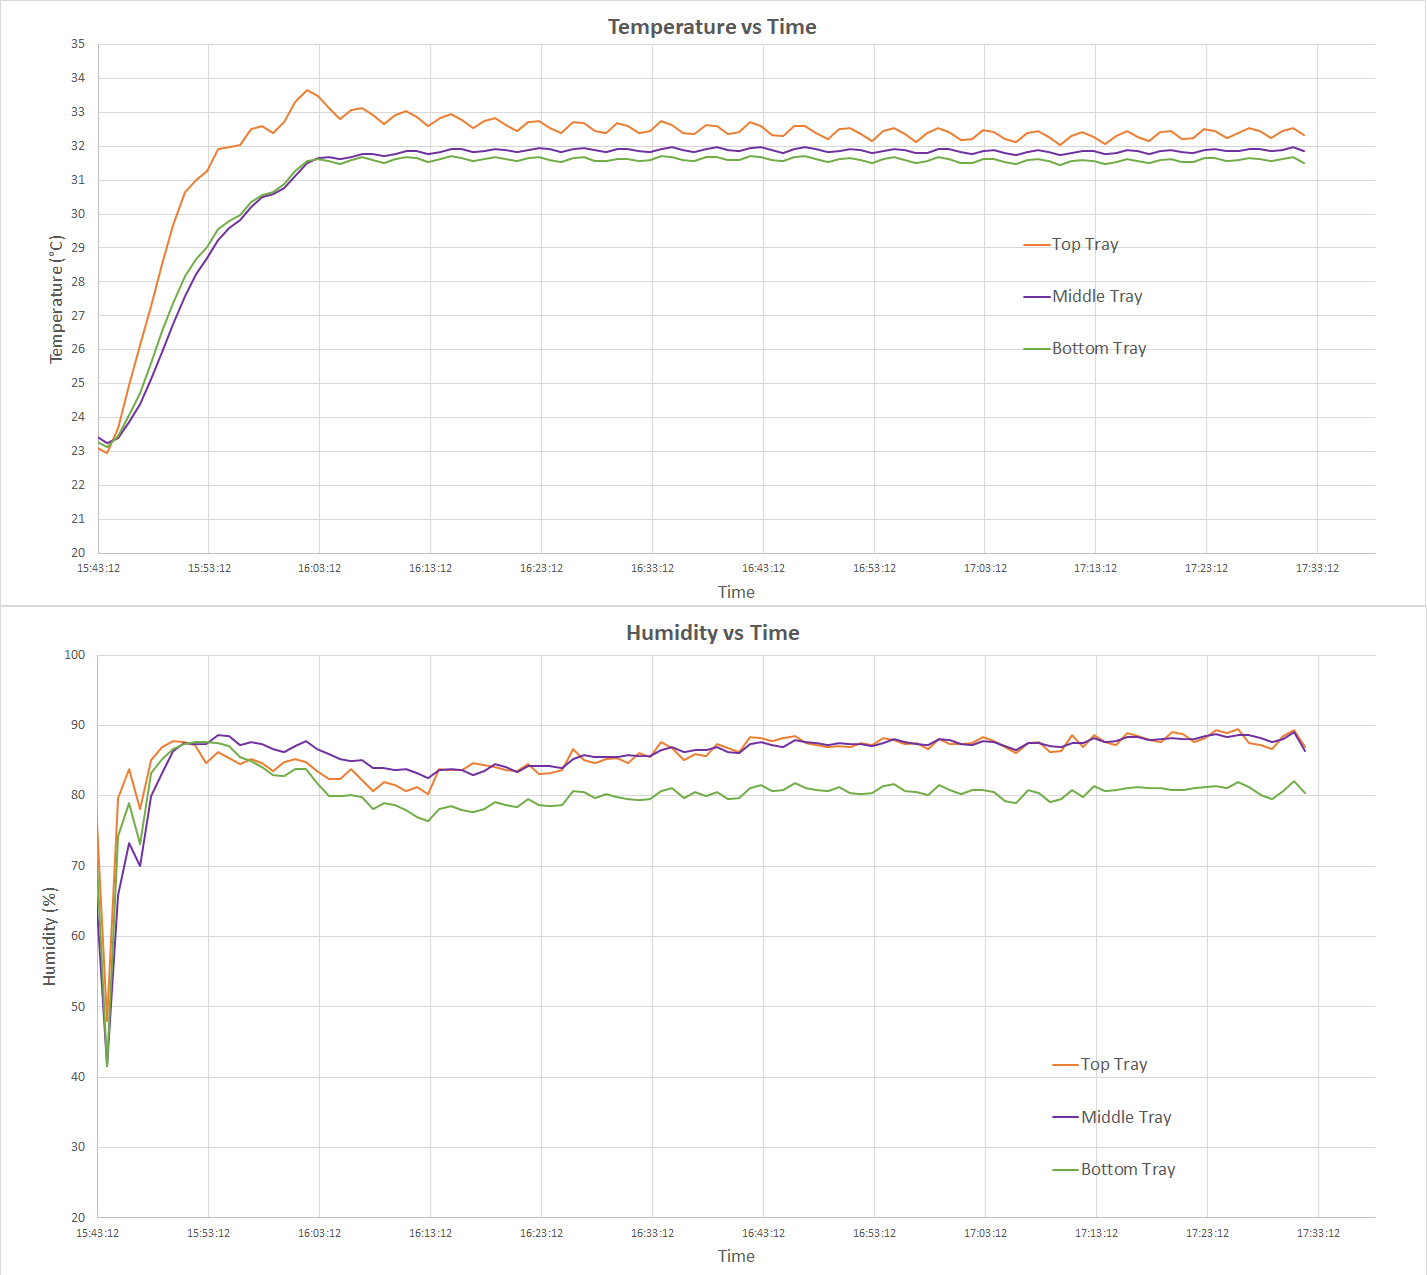 Temperature vs Time
35
34
33
32
31
30
29
28
27
26
25
24
23
22
21
20
Temperature (°C)
Top Tray
Middle Tray
Bottom Tray
15:43:12 15:53:12 16:03:12 16:13:12 16:23:12 16:33:12 16:43:12 16:53:12 17:03:12 17:13:12 17:23:12 17:33:12
Time
Humidity vs Time
100
90
80
70
60
50
40
30
20
Humidity (%)
Top Tray
Middle Tray
Bottom Tray
15:43:12 15:53:12 16:03:12 16:13:12 16:23:12 16:33:12 16:43:12 16:53:12 17:03:12 17:13:12 17:23:12 17:33:12
Time